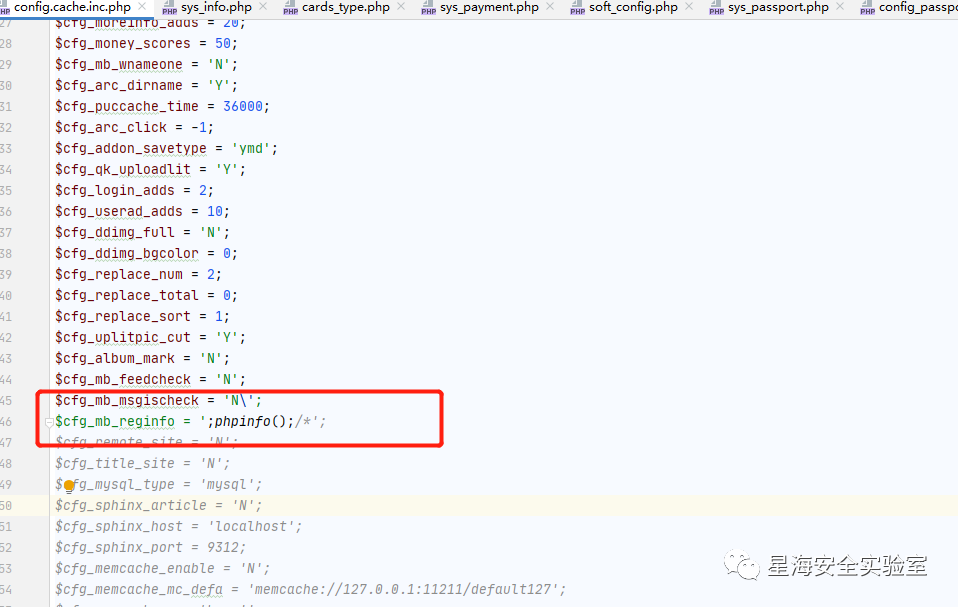 config.cache.inc.php × sys_info.php × cards_type.php × sys_payment.php × soft_config.php × sys_passport.php × config_passpo
27 $cfg_moreinfo_adds = 20;
28 $cfg_money_scores = 50;
29 $cfg_mb_wnameone = 'N';
30 $cfg_arc_dirname = 'Y';
31 $cfg_puccache_time = 36000;
32 $cfg_arc_click = -1;
33 $cfg_addon_savetype = 'ymd';
34 $cfg_qk_uploadlit = 'Y';
35 $cfg_login_adds = 2;
36 $cfg_userad_adds = 10;
37 $cfg_ddimg_full = 'N';
38 $cfg_ddimg_bgcolor = 0;
39 $cfg_replace_num = 2;
40 $cfg_replace_total = 0;
41 $cfg_replace_sort = 1;
42 $cfg_uplitpic_cut = 'Y';
43 $cfg_album_mark = 'N';
44 $cfg_mb_feedcheck = 'N';
45 $cfg_mb_msgischeck = 'N\';
46 $cfg_mb_reginfo = ';phpinfo();/*';
47 $cfg_remote_site = 'N';
48 $cfg_title_site = 'N';
49 $cfg_mysql_type = 'mysql';
50 $cfg_sphinx_article = 'N';
51 $cfg_sphinx_host = 'localhost';
52 $cfg_sphinx_port = 9312;
53 $cfg_memcache_enable = 'N';
54 $cfg_memcache_mc_defa = 'memcache://127.0.0.1:11211/default127';
星海安全实验室